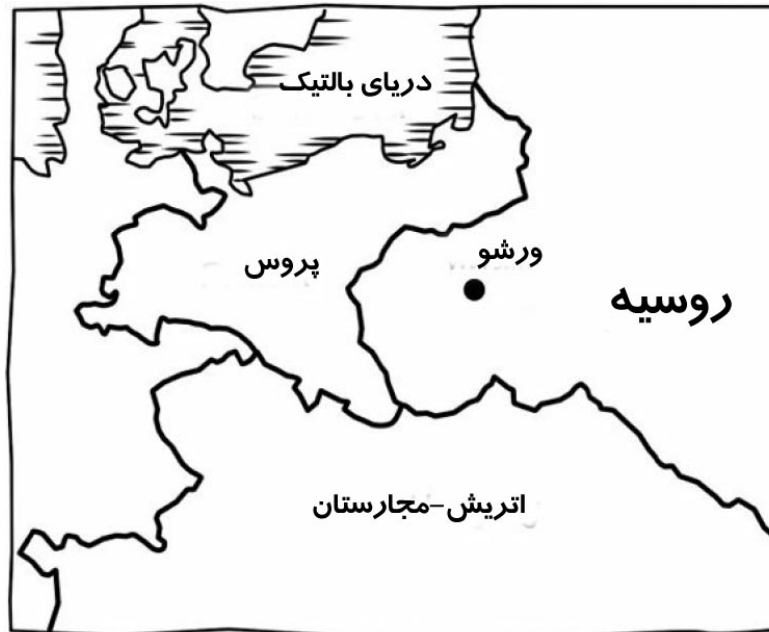 دریای بالتیک
ورشو
پروس
روسیه
اتریش-مجارستان